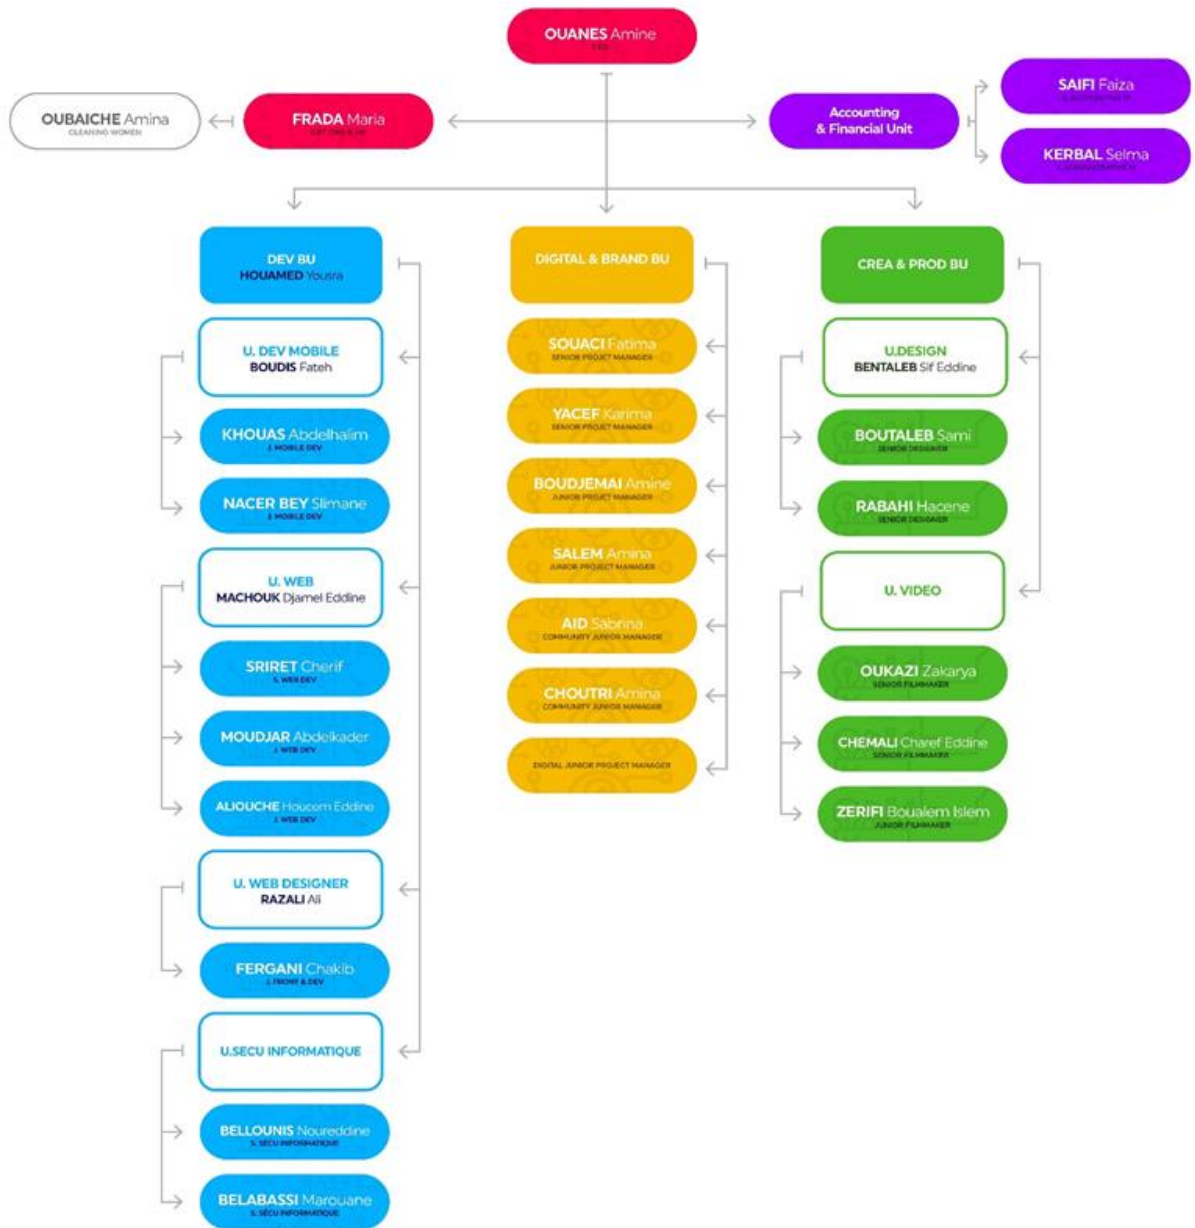 OUANES Amine
CEO
OUBAICHE Amina
CLEANING WOMEN
FRADA Maria
Accounting
& Financial Unit
SAIFI Faiza
KERBAL Selma
DEV BU
HOUAMED Yousra
U. DEV MOBILE
BOUDIS Fateh
KHOUAS Abdelhalim
J. MOBILE DEV
NACER BEY Slimane
J. MOBILE DEV
U. WEB
MACHOUK Djamel Eddine
SRIRET Cherif
S. WEB DEV
MOUDJAR Abdelkader
J. WEB DEV
ALIOUCHE Houcem Eddine
J. WEB DEV
U. WEB DESIGNER
RAZALI Ali
FERGANI Chakib
J. FRONT & DEV
U.SECU INFORMATIQUE
BELLOUNIS Noureddine
S. SÉCU INFORMATIQUE
BELABASSI Marouane
S. SÉCU INFORMATIQUE
DIGITAL & BRAND BU
SOUACI Fatima
SENIOR PROJET MANAGER
YACEF Karima
SENIOR PROJET MANAGER
BOUDJEMAI Amine
JUNIOR PROJECT MANAGER
SALEM Amina
JUNIOR PROJECT MANAGER
AID Sabrina
COMMUNITY JUNIOR MANAGER
CHOUTRI Amina
COMMUNITY JUNIOR MANAGER
DIGITAL JUNIOR PROJECT MANAGER
CREA & PROD BU
U.DESIGN
BENTALEB Sif Eddine
BOUTALEB Sami
SENIOR DESIGNER
RABAHI Hacene
SENIOR DESIGNER
U. VIDEO
OUKAZI Zakarya
SENIOR FILMMAKER
CHEMALI Charef Eddine
SENIOR FILMMAKER
ZERIFI Boualem Islem
JUNIOR FILMMAKER